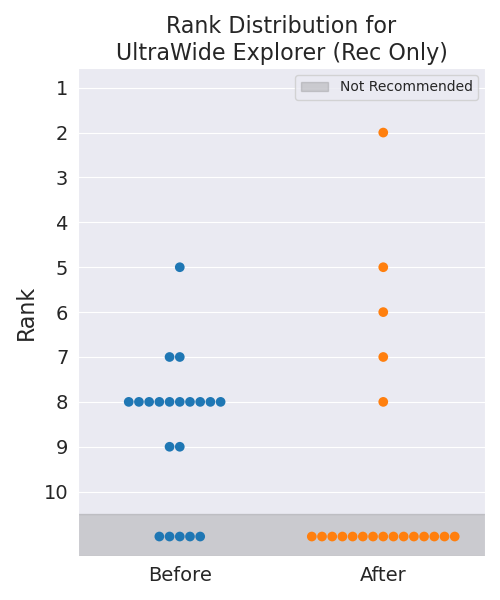 Rank Distribution for
UltraWide Explorer (Rec Only)
Not Recommended
1
2
3
4
5
6
7
8
9
10
Rank
Before
After